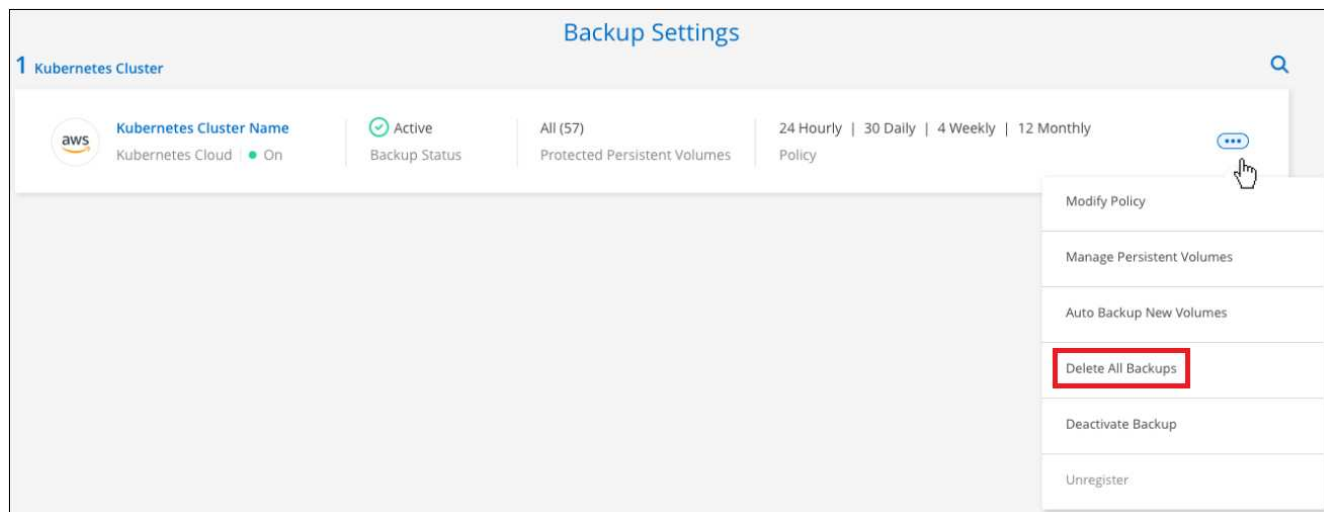 Backup Settings
1 Kubernetes Cluster
aws
Kubernetes Cluster Name
Kubernetes Cloud | On
Active
Backup Status
All (57)
Protected Persistent Volumes
24 Hourly | 30 Daily | 4 Weekly | 12 Monthly
Policy
Modify Policy
Manage Persistent Volumes
Auto Backup New Volumes
Delete All Backups
Deactivate Backup
Unregister